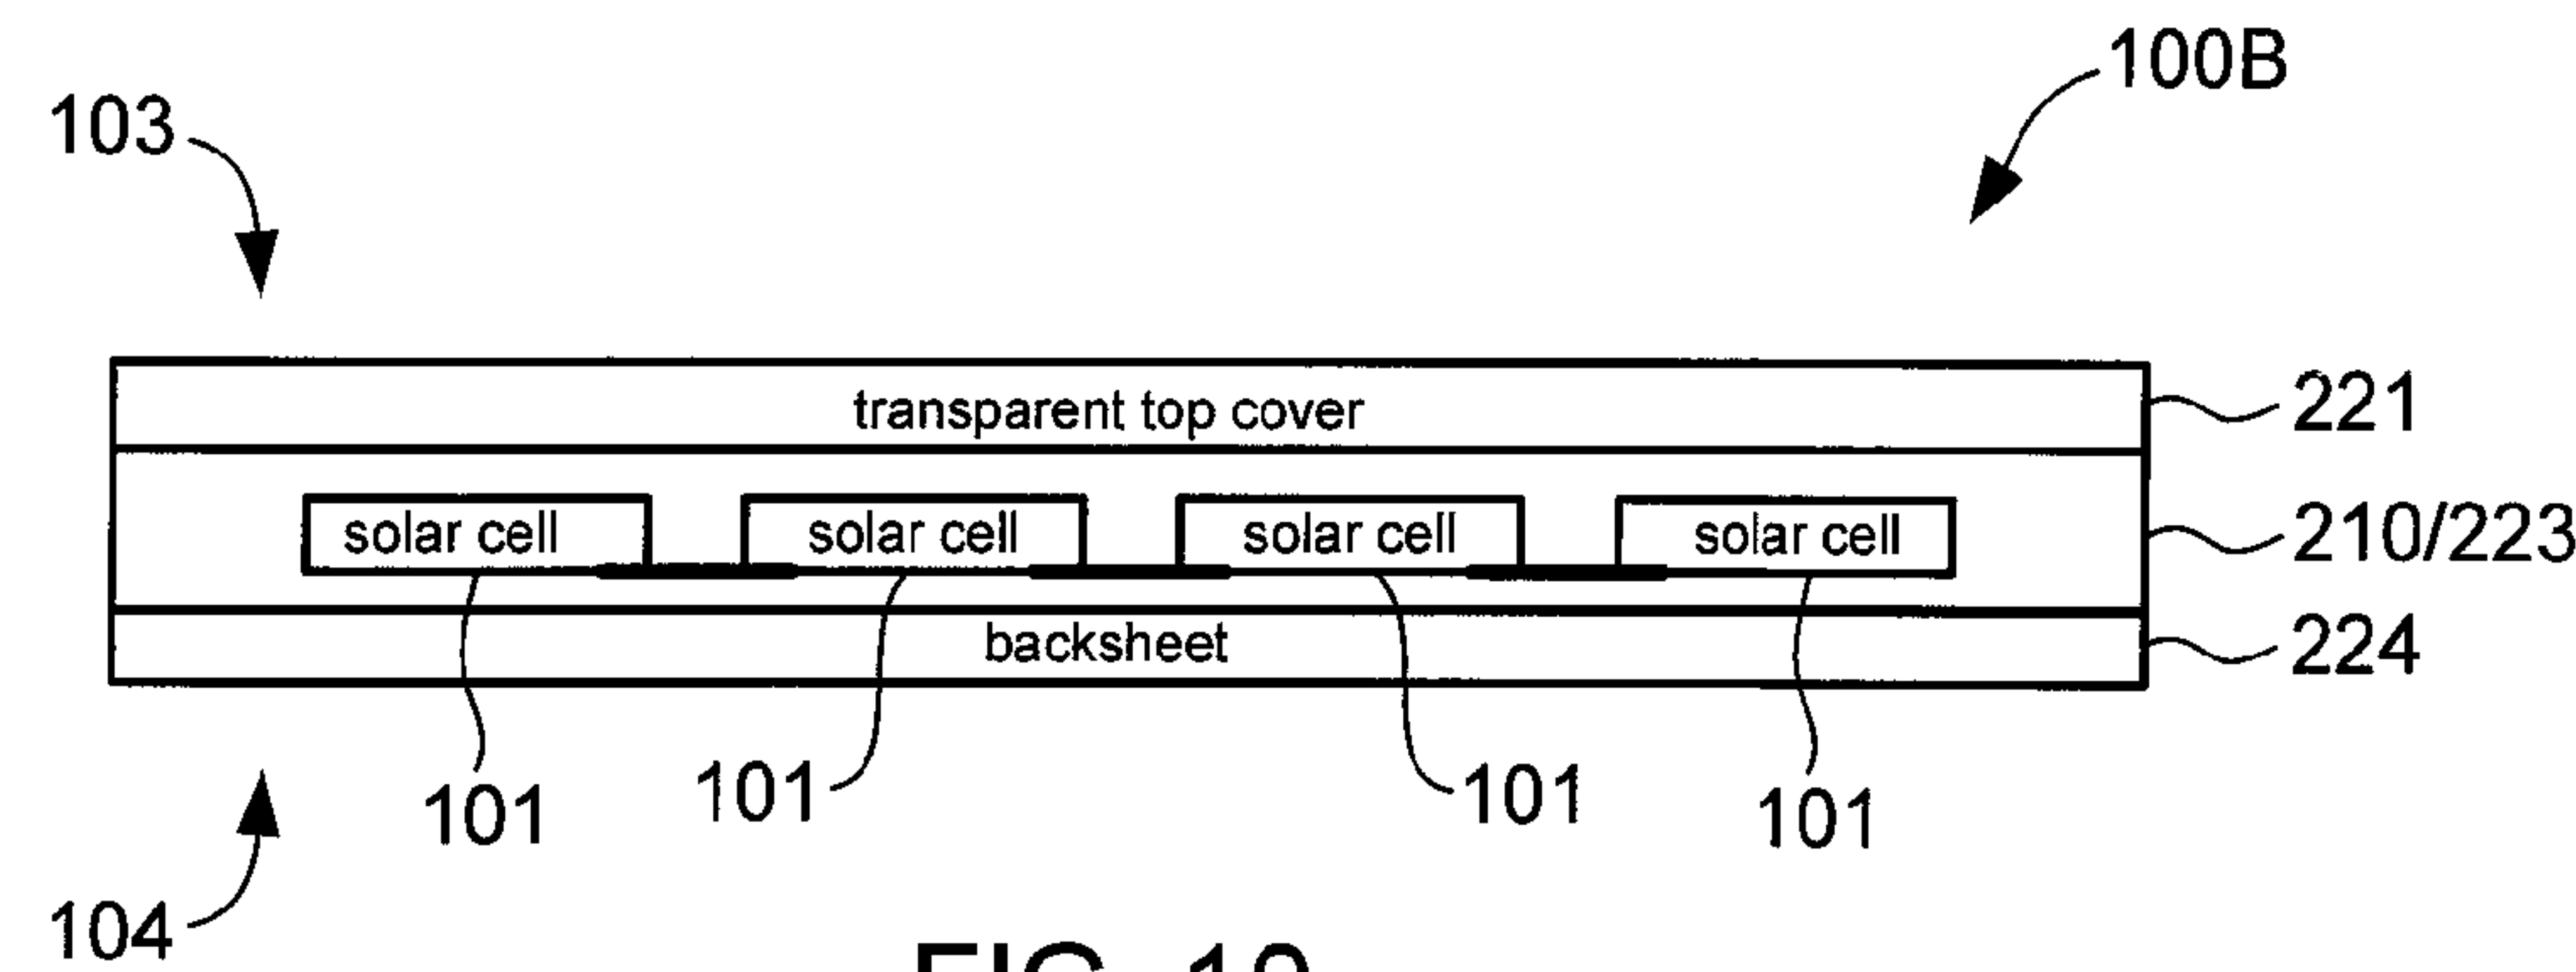 100B
103
transparent top cover
221
solar cell solar cell solar cell solar cell
210/223
backsheet
224
101 101 101 101
104